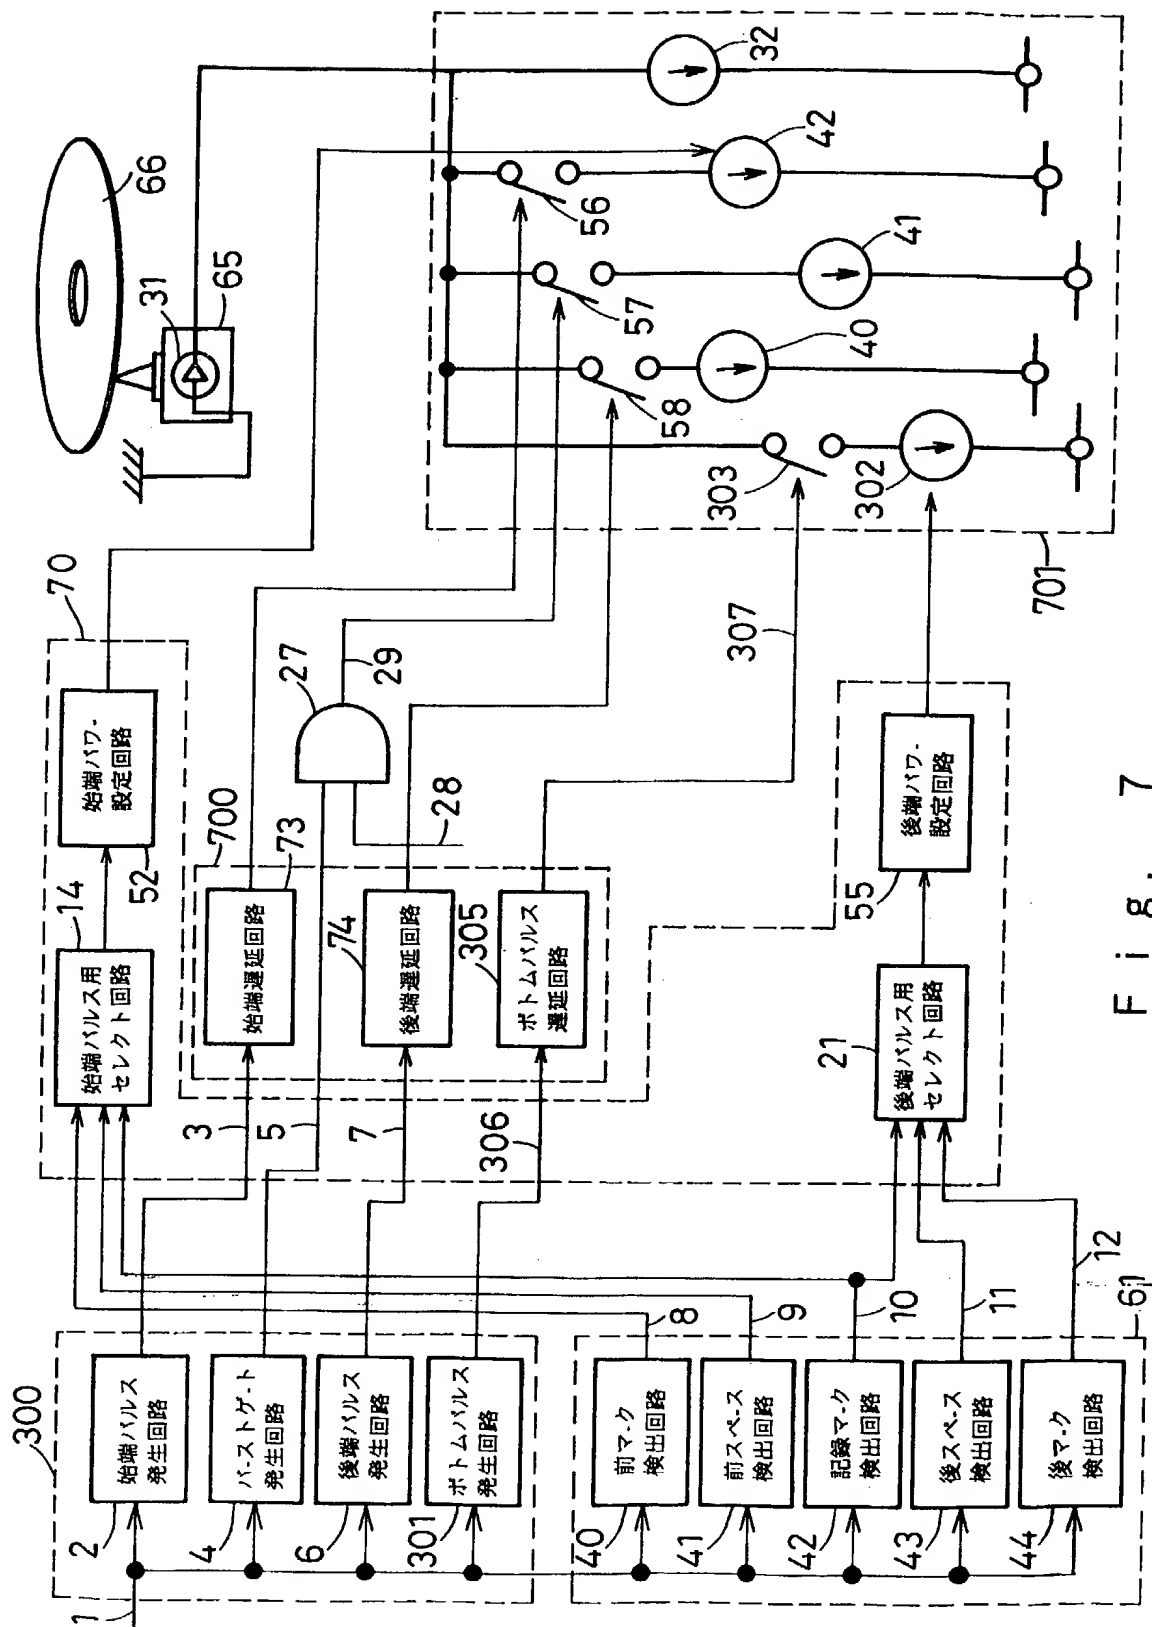 300
1
2
始端パルス
発生回路
4
バーストゲート
発生回路
6
後端パルス
発生回路
301
ボトムパルス
発生回路
40
前マーク
検出回路
41
前スペース
検出回路
42
記録マーク
検出回路
43
後スペース
検出回路
44
後マーク
検出回路
61
3
5
7
306
8
9
10
11
12
70
14
始端パルス用
セレクト回路
52
始端パワー
設定回路
700
73
始端遅延回路
74
後端遅延回路
305
ボトムパルス
遅延回路
27
28
29
307
21
後端パルス用
セレクト回路
55
後端パワー
設定回路
66
31
65
56
57
58
303
32
42
41
40
302
701
Fig. 7